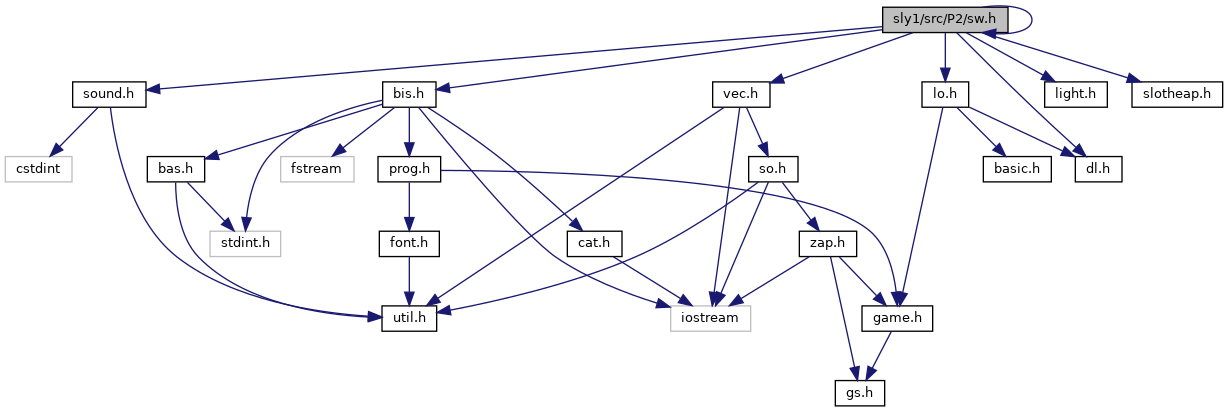 sly1/src/P2/sw.h
sound.h
bis.h
vec.h
lo.h
light.h
slotheap.h
cstdint
bas.h
fstream
prog.h
so.h
basic.h
dl.h
stdint.h
font.h
cat.h
zap.h
util.h
iostream
game.h
gs.h